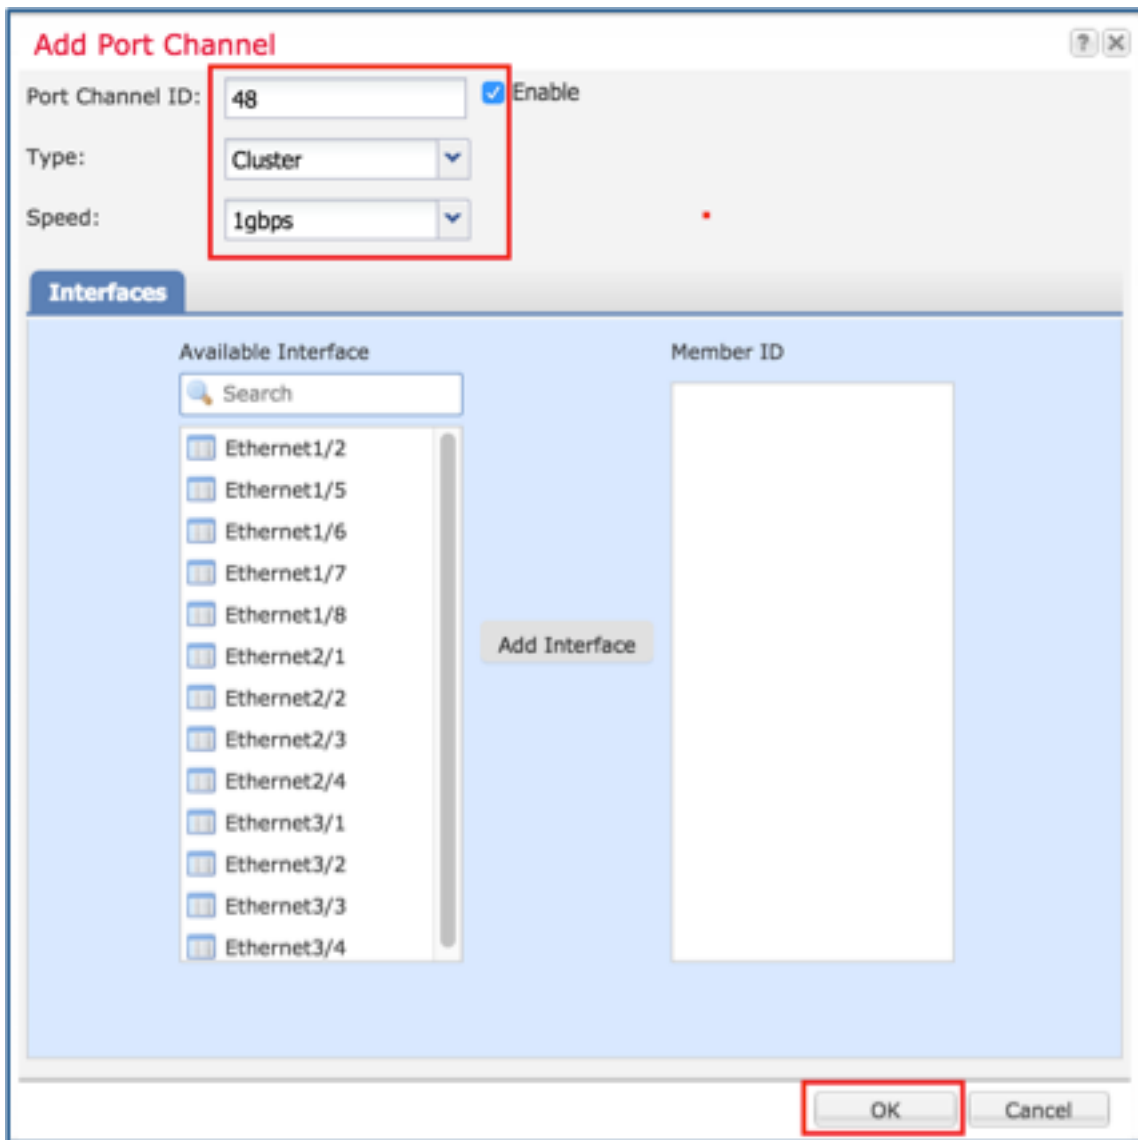 Add Port Channel
Port Channel ID: 48 Enable
Type: Cluster
Speed: 1gbps
Interfaces
Available Interface Member ID
Search
Ethernet1/2
Ethernet1/5
Ethernet1/6
Ethernet1/7
Ethernet1/8
Ethernet2/1
Ethernet2/2
Ethernet2/3
Ethernet2/4
Ethernet3/1
Ethernet3/2
Ethernet3/3
Ethernet3/4
Add Interface
OK Cancel